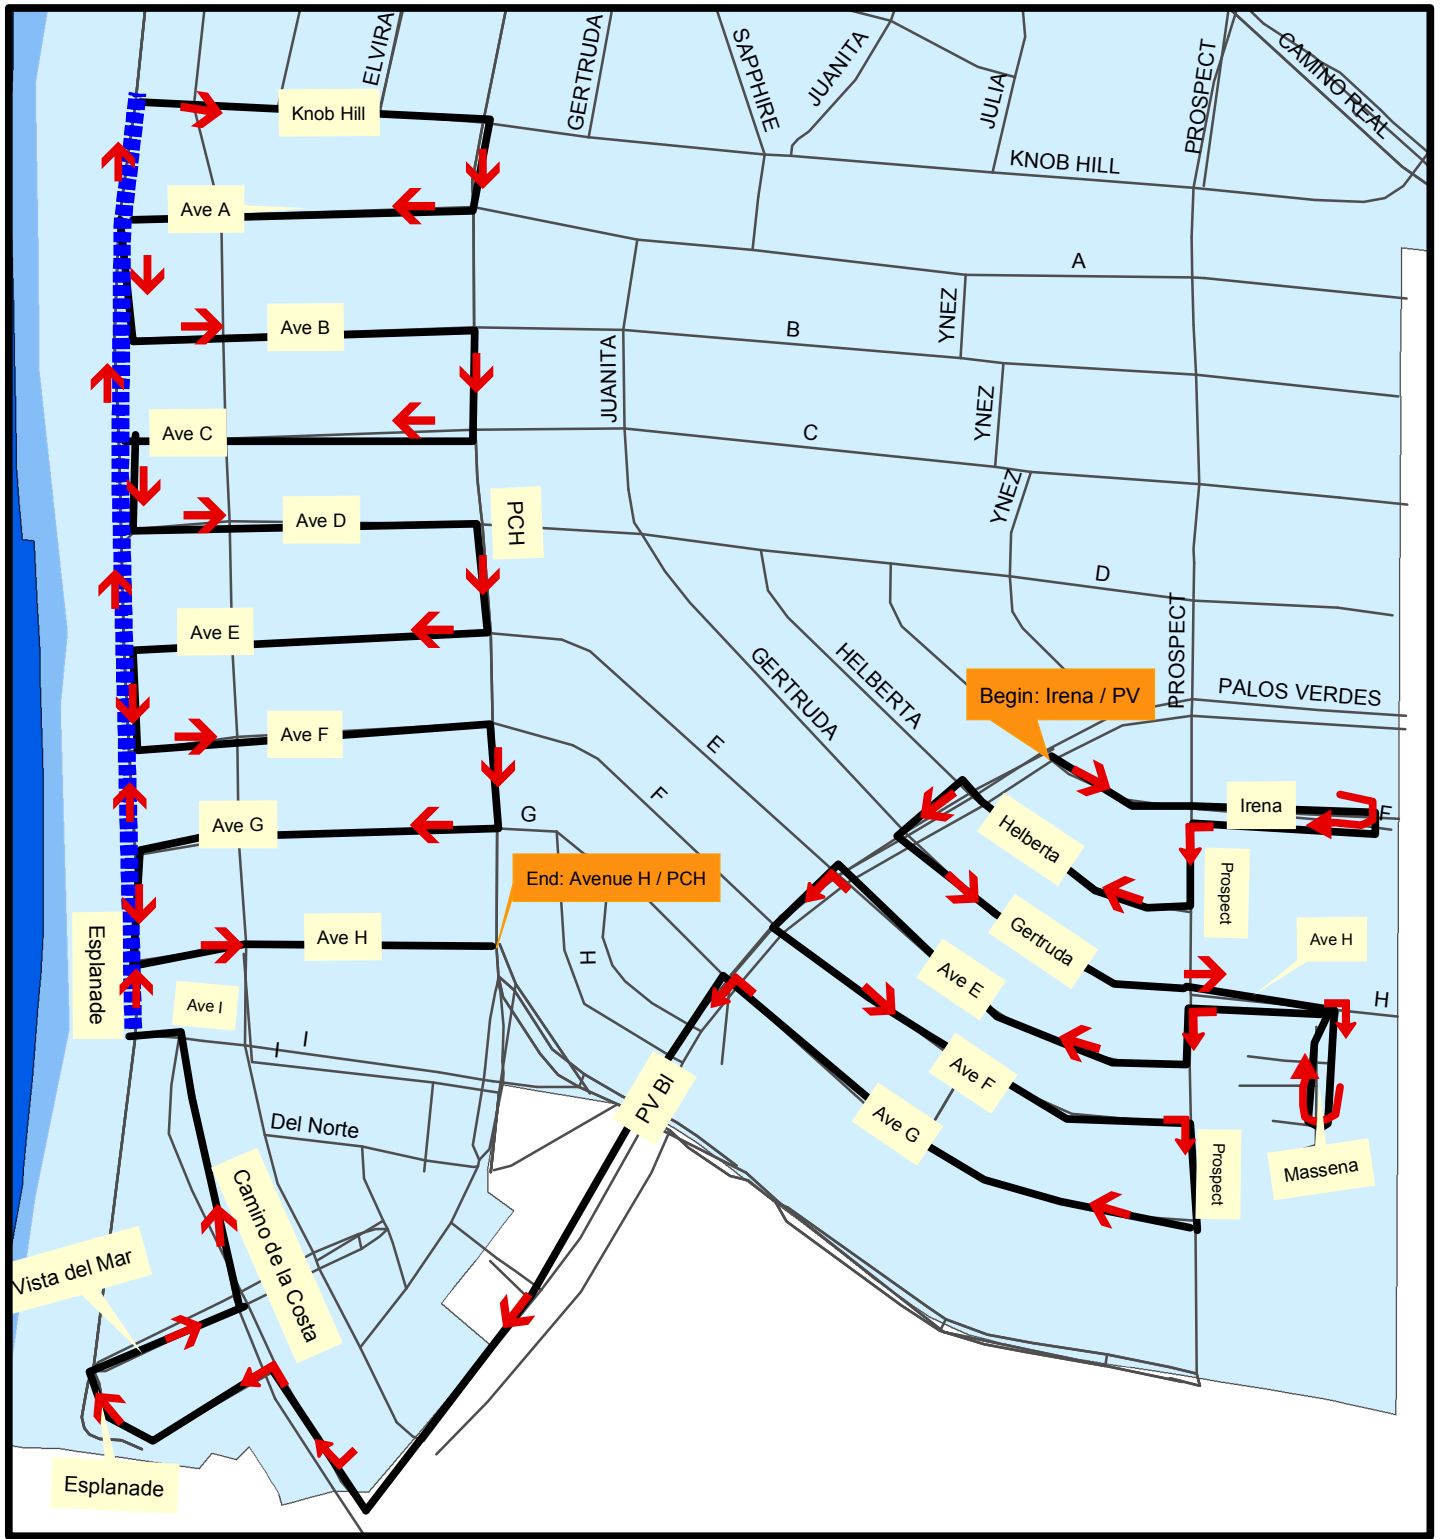 ELVIRA
GERTRUDA
SAPPHIRE
JUANITA
JULIA
PROSPECT
CAMINO REAL
Knob Hill
KNOB HILL
Ave A
A
YNEZ
Ave B
B
JUANITA
YNEZ
Ave C
C
YNEZ
Ave D
PCH
D
PROSPECT
Ave E
GERTRUDA
HELBERTA
Begin: Irena / PV
PALOS VERDES
Ave F
E
F
Irena
F
Ave G
G
Helberta
Prospect
End: Avenue H / PCH
Gertruda
Ave H
Ave H
Esplanade
H
Ave E
H
Ave I
I
I
Ave F
PV Bl
Ave G
Del Norte
Prospect
Massena
Camino de la Costa
Vista del Mar
Esplanade